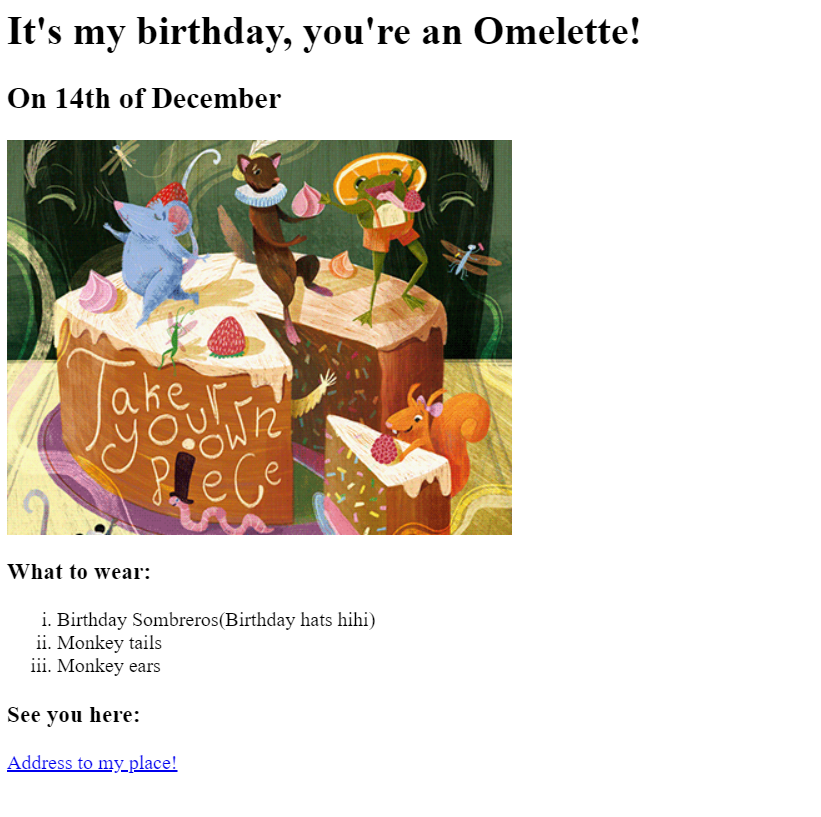 It's my birthday, you're an Omelette!
On 14th of December
Take
your
own
piece
What to wear:
i. Birthday Sombreros(Birthday hats hihi)
ii. Monkey tails
iii. Monkey ears
See you here:
Address to my place!